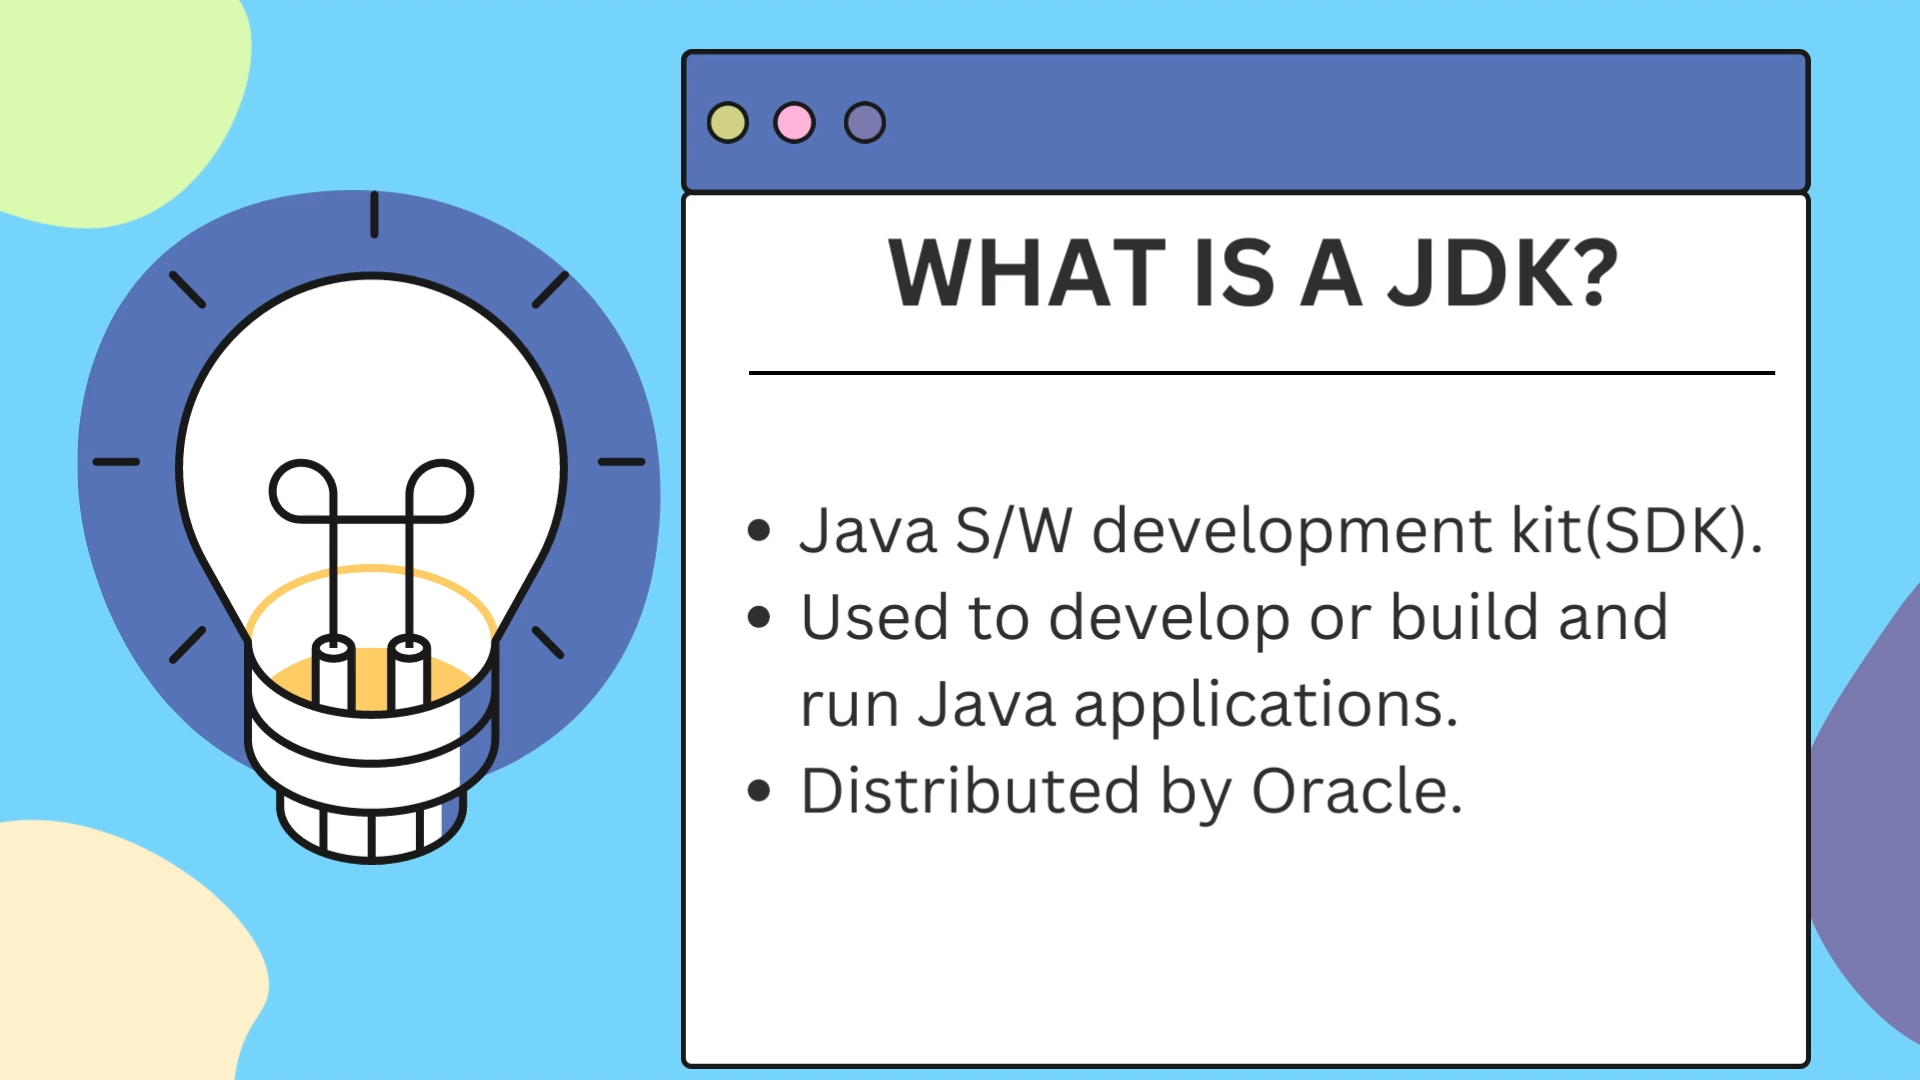 WHAT IS A JDK?
• Java S/W development kit(SDK).
• Used to develop or build and
run Java applications.
• Distributed by Oracle.